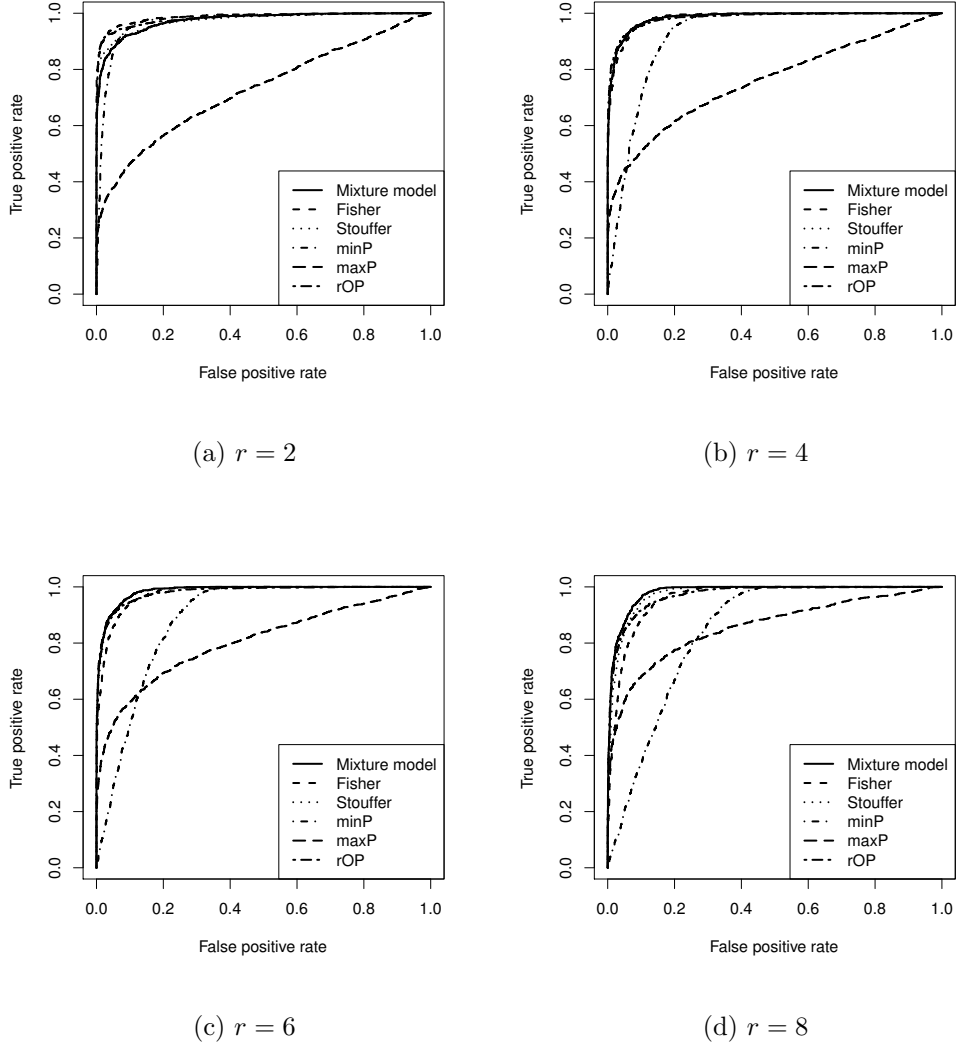 True positive rate
1.0
0.8
0.6
0.4
0.2
0.0
Mixture model
Fisher
Stouffer
minP
maxP
rOP
0.0 0.2 0.4 0.6 0.8 1.0
False positive rate
(a) r = 2
True positive rate
1.0
0.8
0.6
0.4
0.2
0.0
Mixture model
Fisher
Stouffer
minP
maxP
rOP
0.0 0.2 0.4 0.6 0.8 1.0
False positive rate
(b) r = 4
True positive rate
1.0
0.8
0.6
0.4
0.2
0.0
Mixture model
Fisher
Stouffer
minP
maxP
rOP
0.0 0.2 0.4 0.6 0.8 1.0
False positive rate
(c) r = 6
True positive rate
1.0
0.8
0.6
0.4
0.2
0.0
Mixture model
Fisher
Stouffer
minP
maxP
rOP
0.0 0.2 0.4 0.6 0.8 1.0
False positive rate
(d) r = 8